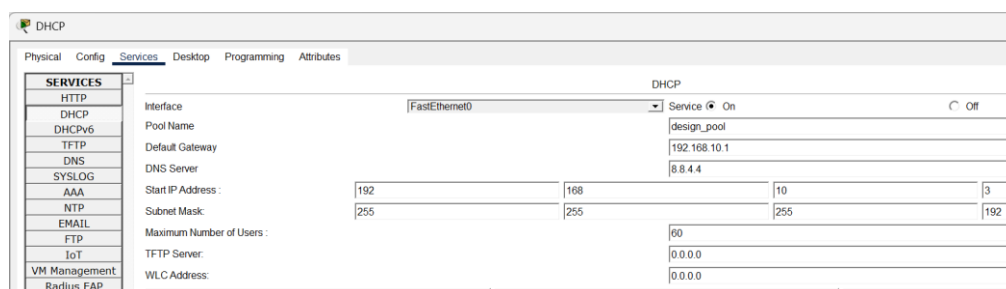 DHCP
Physical Config Services Desktop Programming Attributes
SERVICES
HTTP
DHCP
DHCPv6
TFTP
DNS
SYSLOG
AAA
NTP
EMAIL
FTP
IoT
VM Management
Radius EAP
DHCP
Interface FastEthernet0 Service On Off
Pool Name design_pool
Default Gateway 192.168.10.1
DNS Server 8.8.4.4
Start IP Address : 192 168 10 3
Subnet Mask: 255 255 255 192
Maximum Number of Users : 60
TFTP Server: 0.0.0.0
WLC Address: 0.0.0.0